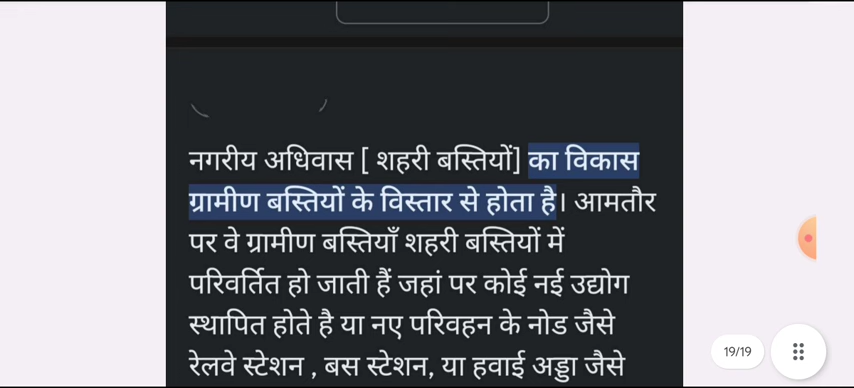 नगरीय अधिवास [ शहरी बस्तियों] का विकास
ग्रामीण बस्तियों के विस्तार से होता है। आमतौर
पर वे ग्रामीण बस्तियाँ शहरी बस्तियों में
परिवर्तित हो जाती हैं जहां पर कोई नई उद्योग
स्थापित होते है या नए परिवहन के नोड जैसे
रेलवे स्टेशन , बस स्टेशन, या हवाई अड्डा जैसे
19/19